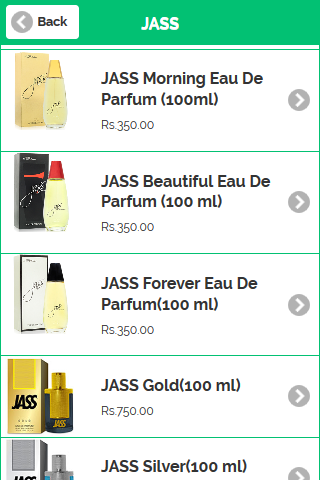 Back
JASS
JASS Morning Eau De
Parfum (100ml)
Rs.350.00
JASS Beautiful Eau De
Parfum (100 ml)
Rs.350.00
JASS Forever Eau De
Parfum(100 ml)
Rs.350.00
JASS
JASS Gold(100 ml)
Rs.750.00
JASS
JASS Silver(100 ml)